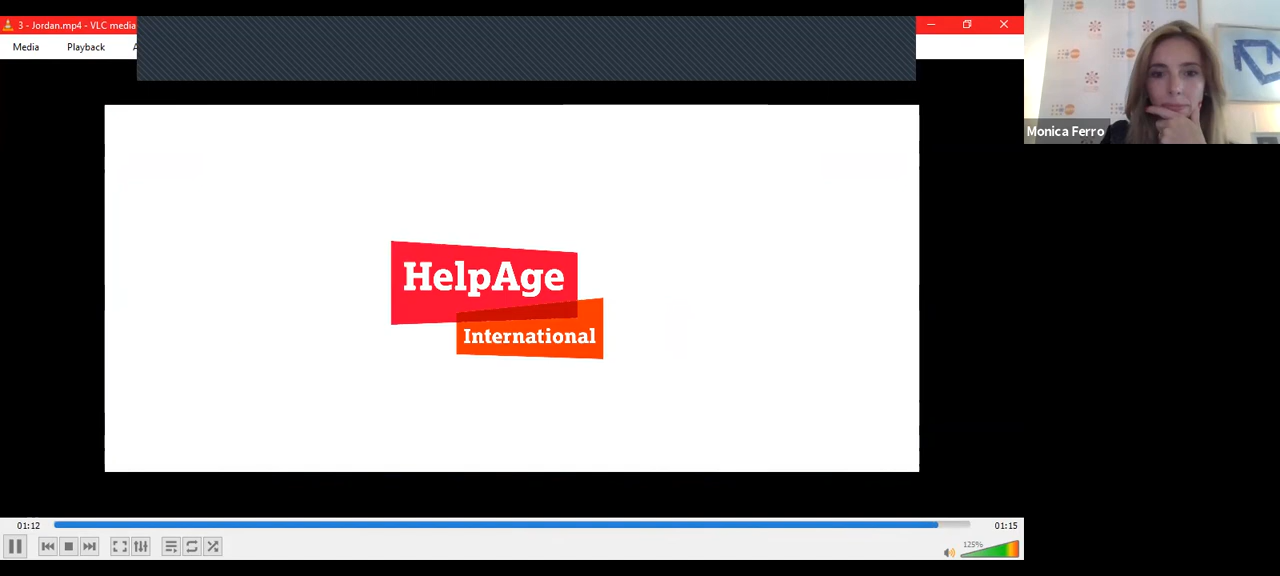 3 - Jordan.mp4 - VLC media
Media Playback A
Monica Ferro
HelpAge
International
01:12
01:15
125%